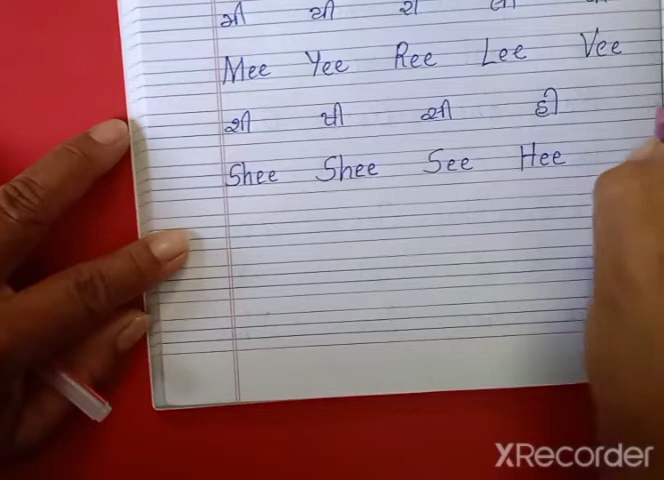 મી યી રી
Mee Yee Ree Lee Vee
શી ષી સી હી
Shee Shee See Hee
XRecorder